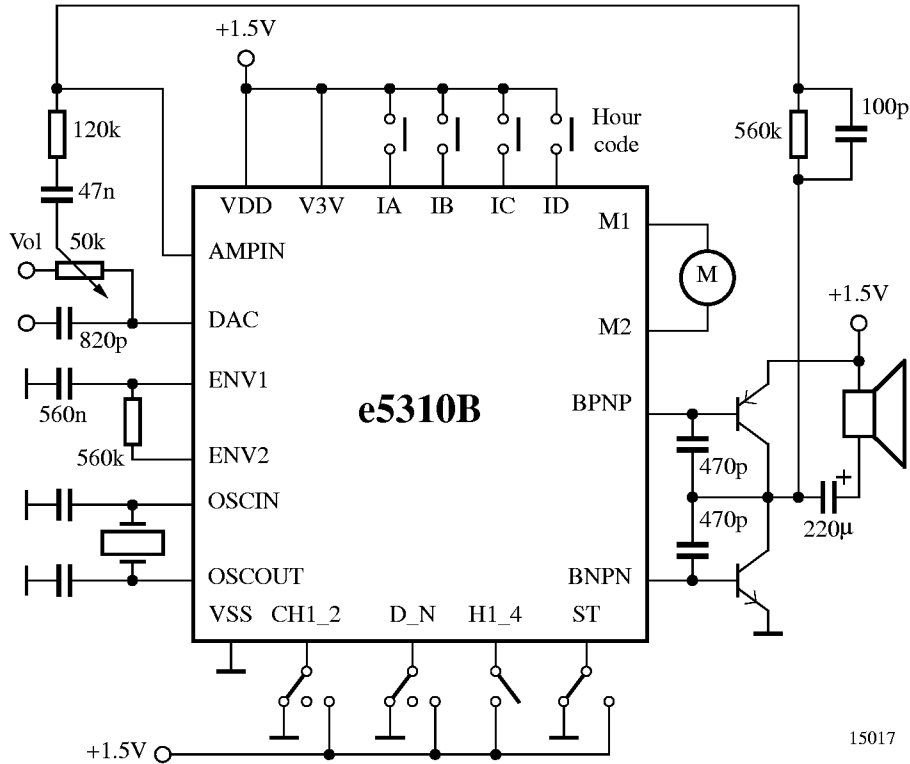 +1.5V
120k
47n
Vol
50k
820p
560n
560k
VDD
V3V
IA
IB
IC
ID
Hour
code
560k
100p
AMPIN
DAC
ENV1
ENV2
OSCIN
OSCOUT
VSS
CH1_2
D_N
H1_4
ST
e5310B
M1
M
M2
BPNP
BNPN
470p
470p
+1.5V
+
220µ
+1.5V
15017